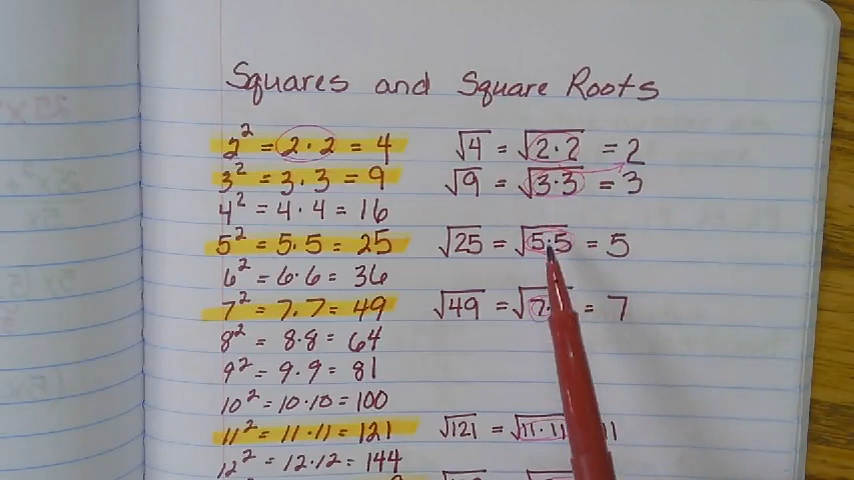 Squares and Square Roots
2² = 2·2 = 4 √4 = √2·2 = 2
3² = 3·3 = 9 √9 = √3·3 = 3
4² = 4·4 = 16
5² = 5·5 = 25 √25 = √5·5 = 5
6² = 6·6 = 36
7² = 7·7 = 49 √49 = √7· = 7
8² = 8·8 = 64
9² = 9·9 = 81
10² = 10·10 = 100
11² = 11·11 = 121 √121 = √11·11 11
12² = 12·12 = 144